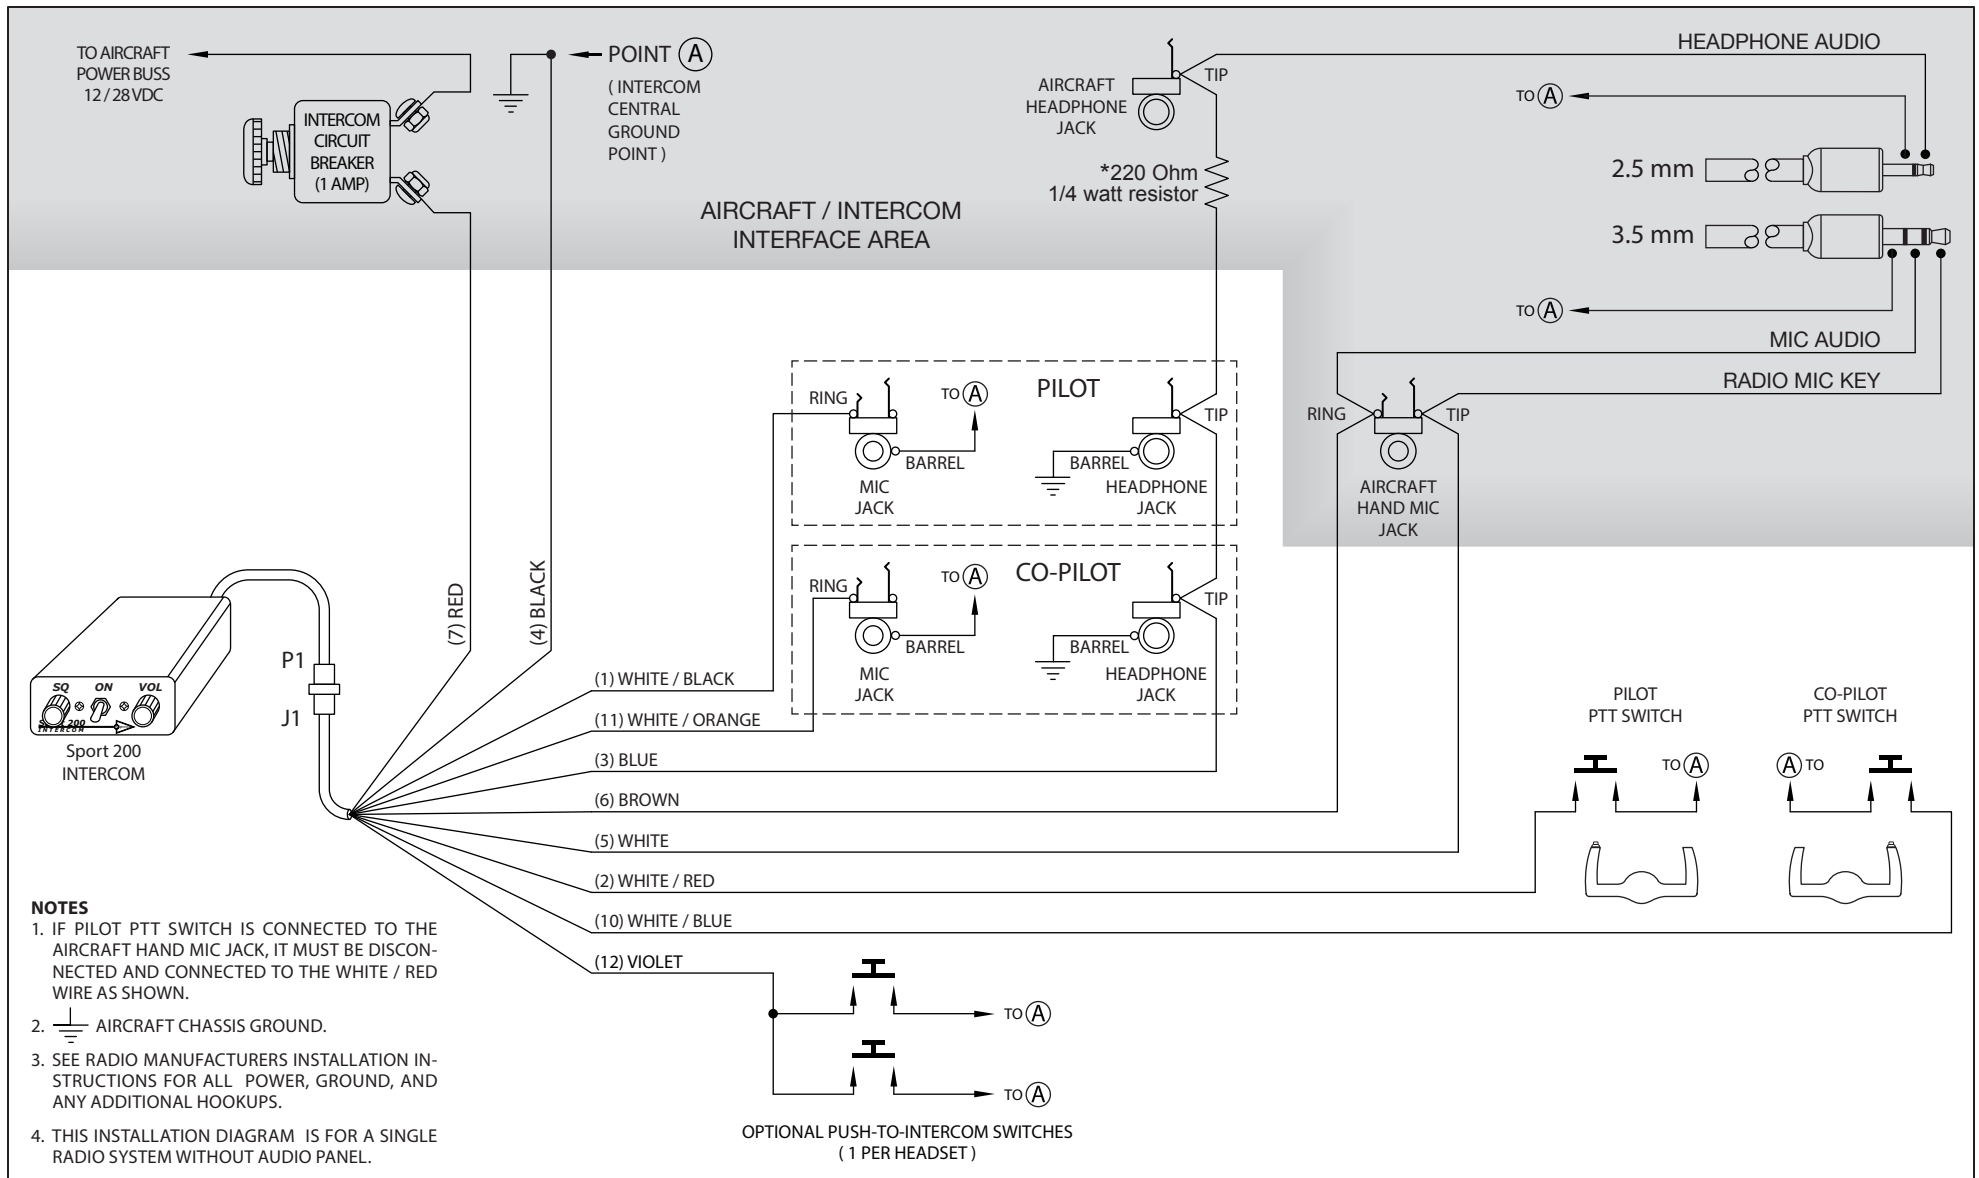 TO AIRCRAFT
POWER BUSS
12 / 28 VDC
INTERCOM
CIRCUIT
BREAKER
(1 AMP)
POINT A
( INTERCOM
CENTRAL
GROUND
POINT )
AIRCRAFT / INTERCOM
INTERFACE AREA
AIRCRAFT
HEADPHONE
JACK
TIP
*220 Ohm
1/4 watt resistor
HEADPHONE AUDIO
TO A
2.5 mm
3.5 mm
TO A
MIC AUDIO
RADIO MIC KEY
RING
TIP
AIRCRAFT
HAND MIC
JACK
PILOT
RING
TO A
BARREL
MIC
JACK
TIP
BARREL
HEADPHONE
JACK
CO-PILOT
RING
TO A
BARREL
MIC
JACK
TIP
BARREL
HEADPHONE
JACK
SQ ON VOL
INTERCOM
Sport 200
INTERCOM
P1
J1
(7) RED
(4) BLACK
(1) WHITE / BLACK
(11) WHITE / ORANGE
(3) BLUE
(6) BROWN
(5) WHITE
(2) WHITE / RED
(10) WHITE / BLUE
(12) VIOLET
PILOT
PTT SWITCH
TO A
CO-PILOT
PTT SWITCH
A TO
TO A
TO A
OPTIONAL PUSH-TO-INTERCOM SWITCHES
( 1 PER HEADSET )
NOTES
1. IF PILOT PTT SWITCH IS CONNECTED TO THE
AIRCRAFT HAND MIC JACK, IT MUST BE DISCON-
NECTED AND CONNECTED TO THE WHITE / RED
WIRE AS SHOWN.
2. AIRCRAFT CHASSIS GROUND.
3. SEE RADIO MANUFACTURERS INSTALLATION IN-
STRUCTIONS FOR ALL POWER, GROUND, AND
ANY ADDITIONAL HOOKUPS.
4. THIS INSTALLATION DIAGRAM IS FOR A SINGLE
RADIO SYSTEM WITHOUT AUDIO PANEL.